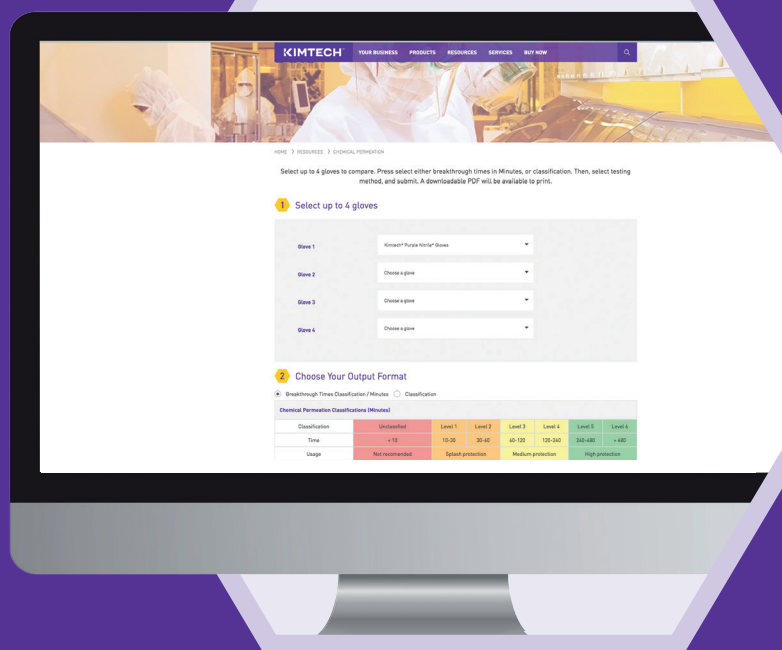 KIMTECH™ YOUR BUSINESS PRODUCTS RESOURCES SERVICES BUY NOW
HOME > RESOURCES > CHEMICAL PERMEATION
Select up to 4 gloves to compare. Press select either breakthrough times in Minutes, or classification. Then, select testing
method, and submit. A downloadable PDF will be available to print.
1 Select up to 4 gloves
Glove 1 Kimtech* Purple Nitrile* Gloves
Glove 2 Choose a glove
Glove 3 Choose a glove
Glove 4 Choose a glove
2 Choose Your Output Format
Breakthrough Times Classification / Minutes Classification
Chemical Permeation Classifications (Minutes)
Classification Unclassified Level 1 Level 2 Level 3 Level 4 Level 5 Level 6
Time < 10 10-30 30-60 60-120 120-240 240-480 > 480
Usage Not recomended Splash protection Medium protection High protection